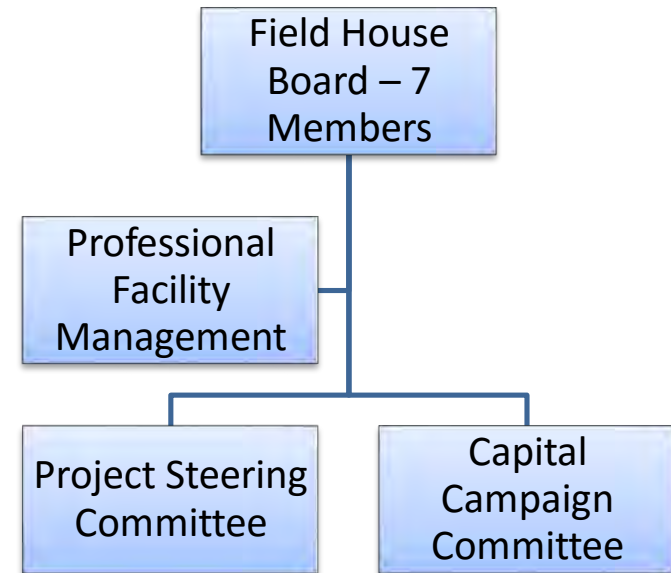 Field House
Board – 7
Members
Professional
Facility
Management
Project Steering
Committee
Capital
Campaign
Committee